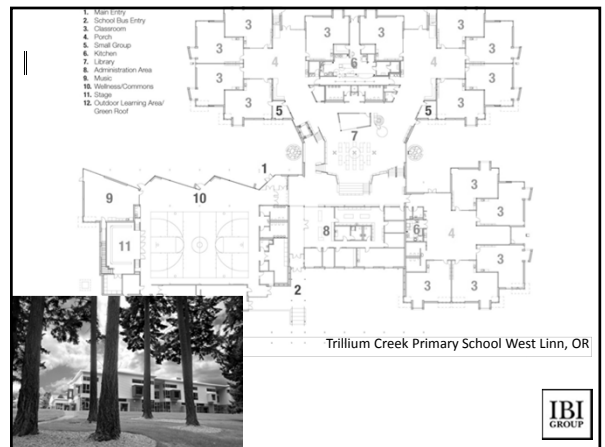 1. Main Entry
2. School Bus Entry
3. Classroom
4. Porch
5. Small Group
6. Kitchen
7. Library
8. Administration Area
9. Music
10. Wellness/Commons
11. Stage
12. Outdoor Learning Area/
Green Roof
3
3
3
3
3
3
4
6
4
3
3
3
3
5
5
7
1
9
10
3
3
8
6
4
11
3
3
3
2
Trillium Creek Primary School West Linn, OR
IBI
GROUP